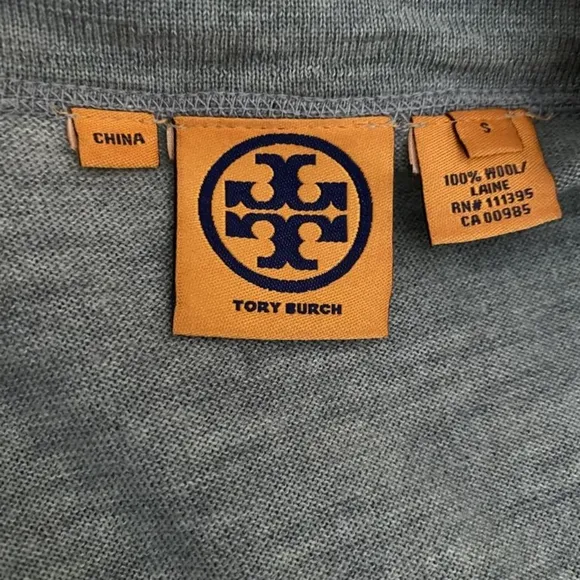 CHINA
TORY BURCH
S
100% WOOL/
LAINE
RN# 111395
CA 00985